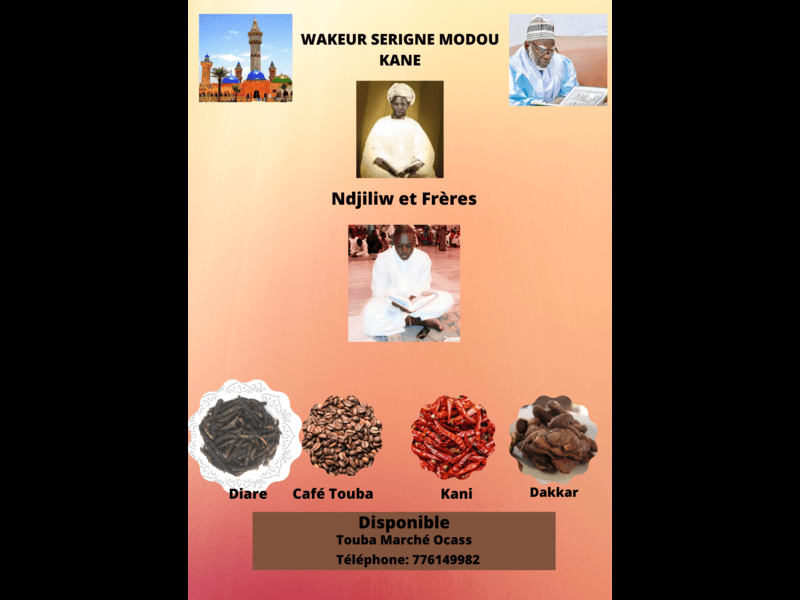 WAKEUR SERIGNE MODOU
KANE
Ndjiliw et Frères
Diare
Café Touba
Kani
Dakkar
Disponible
Touba Marché Ocass
Téléphone: 776149982